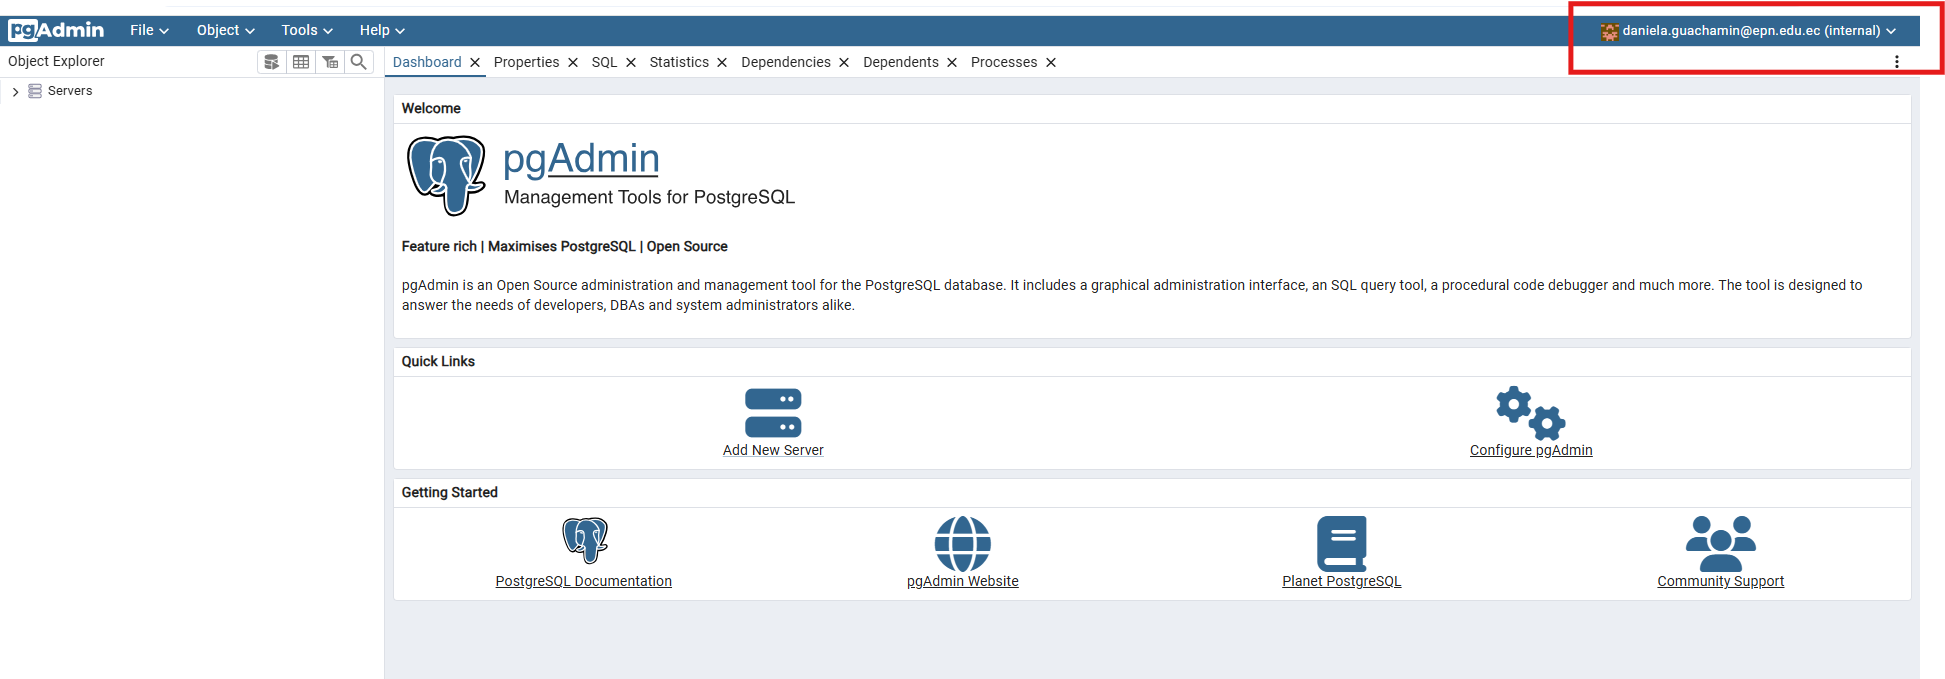 pgAdmin File Object Tools Help daniela.guachamin@epn.edu.ec (internal)
Object Explorer Dashboard Properties SQL Statistics Dependencies Dependents Processes
Servers
Welcome
pgAdmin
Management Tools for PostgreSQL
Feature rich | Maximises PostgreSQL | Open Source
pgAdmin is an Open Source administration and management tool for the PostgreSQL database. It includes a graphical administration interface, an SQL query tool, a procedural code debugger and much more. The tool is designed to
answer the needs of developers, DBAs and system administrators alike.
Quick Links
Add New Server Configure pgAdmin
Getting Started
PostgreSQL Documentation pgAdmin Website Planet PostgreSQL Community Support